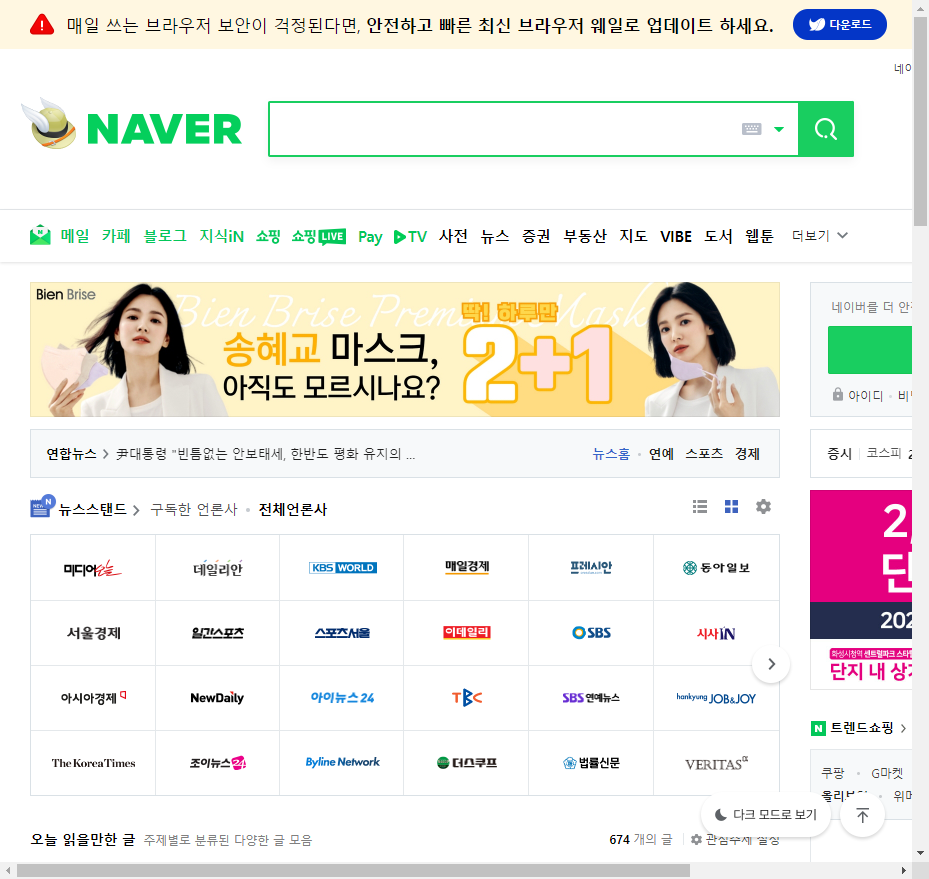 매일 쓰는 브라우저 보안이 걱정된다면, 안전하고 빠른 최신 브라우저 웨일로 업데이트 하세요. 다운로드
네이
NAVER
메일 카페 블로그 지식iN 쇼핑 쇼핑LIVE Pay TV 사전 뉴스 증권 부동산 지도 VIBE 도서 웹툰 더보기
Bien Brise
Bien Brise Premium Mask
딱! 하루만
송혜교 마스크,
아직도 모르시나요?
2+1
네이버를 더 안
아이디 · 비
연합뉴스 > 尹대통령 "빈틈없는 안보태세, 한반도 평화 유지의 ...
뉴스홈 · 연예 스포츠 경제
증시 코스피 2
뉴스스탠드 > 구독한 언론사 · 전체언론사
미디어오늘 데일리안 KBS WORLD 매일경제 프레시안 동아일보
서울경제 일간스포츠 스포츠서울 이데일리 SBS 시사IN
아시아경제 NewDaily 아이뉴스24 TBC SBS 연예뉴스 hankyung JOB&JOY
The Korea Times 조이뉴스24 Byline Network 더스쿠프 법률신문 VERITAS α
2,
단
202
화성시청역 센트럴파크 스타
단지 내 상가
N 트렌드쇼핑 >
쿠팡 · G마켓
올리브영 · 위메
다크 모드로 보기
오늘 읽을만한 글 주제별로 분류된 다양한 글 모음
674 개의 글 관심주제 설정